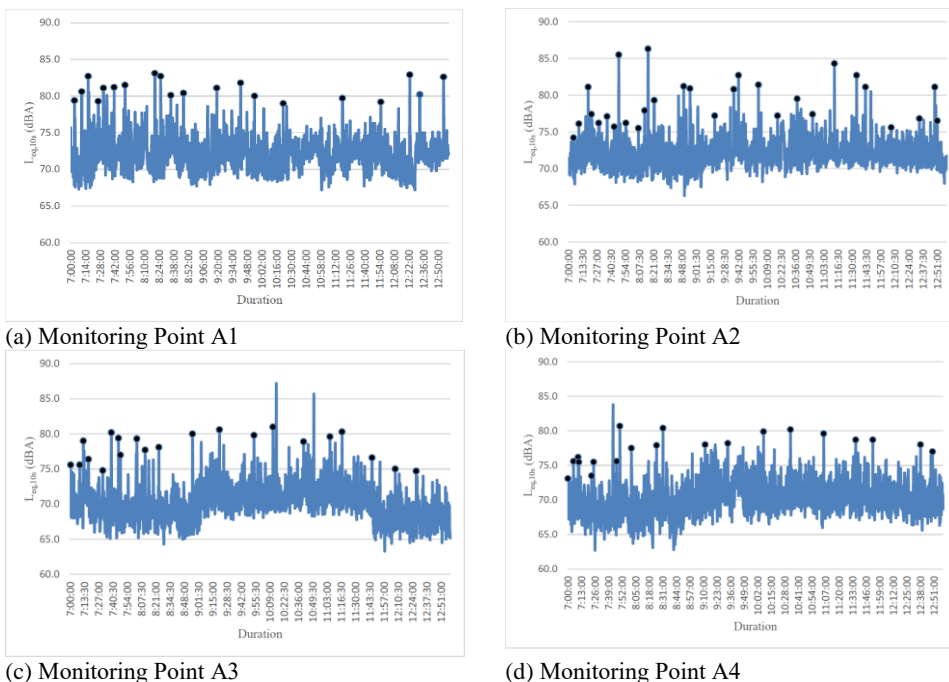 90.0
85.0
80.0
75.0
70.0
65.0
60.0
Leq,10s (dBA)
7:00:00 7:14:00 7:28:00 7:42:00 7:56:00 8:10:00 8:24:00 8:38:00 8:52:00 9:06:00 9:20:00 9:34:00 9:48:00 10:02:00 10:16:00 10:30:00 10:44:00 10:58:00 11:12:00 11:26:00 11:40:00 11:54:00 12:08:00 12:22:00 12:36:00 12:50:00
Duration
(a) Monitoring Point A1
90.0
85.0
80.0
75.0
70.0
65.0
60.0
Leq,10s (dBA)
7:00:00 7:13:30 7:27:00 7:40:30 7:54:00 8:07:30 8:21:00 8:34:30 8:48:00 9:01:30 9:15:00 9:28:30 9:42:00 9:55:30 10:09:00 10:22:30 10:36:00 10:49:30 11:03:00 11:16:30 11:30:00 11:43:30 11:57:00 12:10:30 12:24:00 12:37:30 12:51:00
Duration
(b) Monitoring Point A2
90.0
85.0
80.0
75.0
70.0
65.0
60.0
Leq,10s (dBA)
7:00:00 7:13:30 7:27:00 7:40:30 7:54:00 8:07:30 8:21:00 8:34:30 8:48:00 9:01:30 9:15:00 9:28:30 9:42:00 9:55:30 10:09:00 10:22:30 10:36:00 10:49:30 11:03:00 11:16:30 11:30:00 11:43:30 11:57:00 12:10:30 12:24:00 12:37:30 12:51:00
Duration
(c) Monitoring Point A3
90.0
85.0
80.0
75.0
70.0
65.0
60.0
Leq,10s (dBA)
7:00:00 7:13:00 7:26:00 7:39:00 7:52:00 8:05:00 8:18:00 8:31:00 8:44:00 8:57:00 9:10:00 9:23:00 9:36:00 9:49:00 10:02:00 10:15:00 10:28:00 10:41:00 10:54:00 11:07:00 11:20:00 11:33:00 11:46:00 11:59:00 12:12:00 12:25:00 12:38:00 12:51:00
Duration
(d) Monitoring Point A4